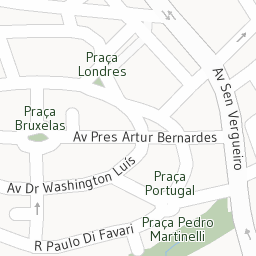 Praça
Londres
Av Sen Vergueiro
Praça
Bruxelas
Av Pres Artur Bernardes
Av Dr Washington Luís
Praça
Portugal
Praça Pedro
Martinelli
R Paulo Di Favari